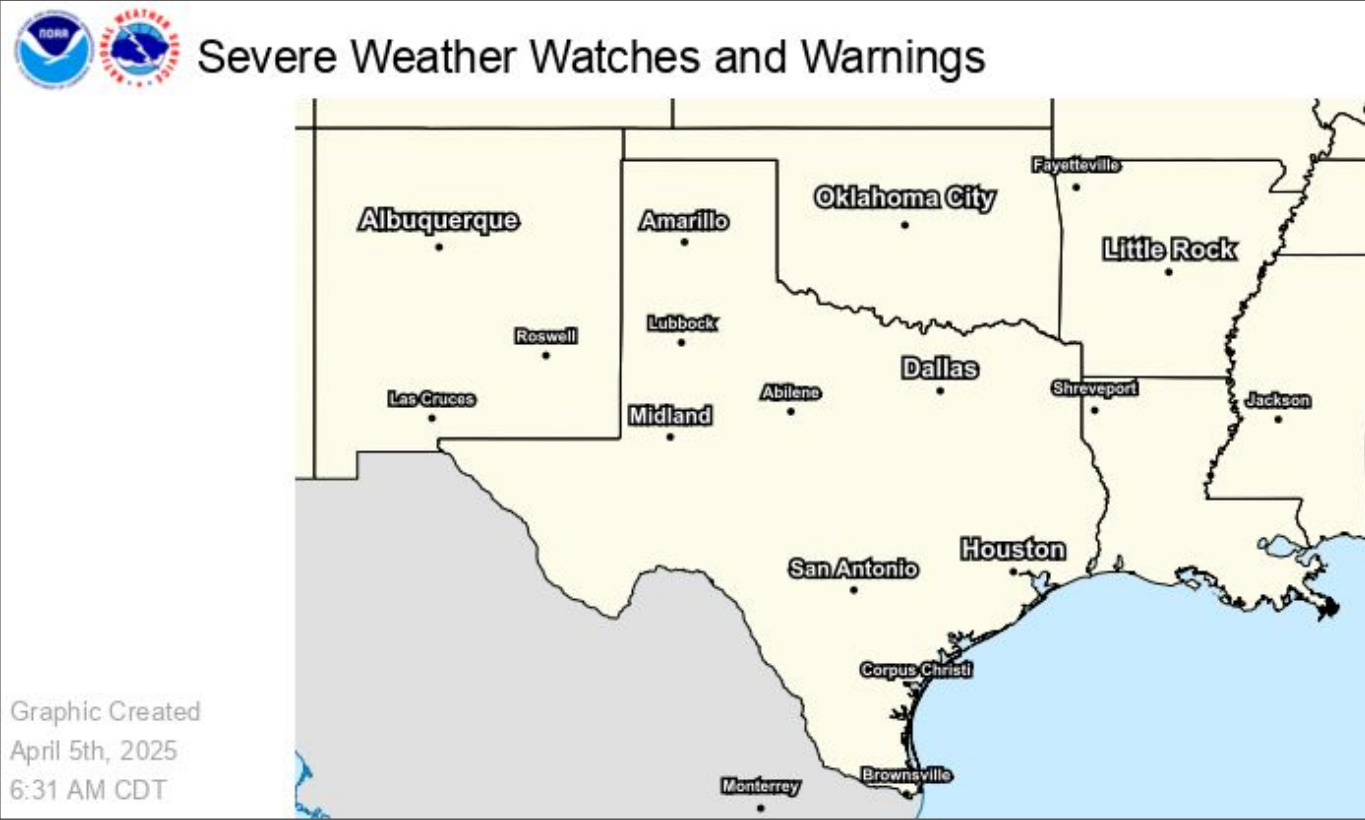 NOAA
NATIONAL WEATHER SERVICE
Severe Weather Watches and Warnings
Fayetteville
Oklahoma City
Albuquerque
Amarillo
Little Rock
Lubbock
Roswell
Dallas
Shreveport
Abilene
Las Cruces
Jackson
Midland
Houston
San Antonio
Corpus Christi
Graphic Created
April 5th, 2025
6:31 AM CDT
Brownsville
Monterrey